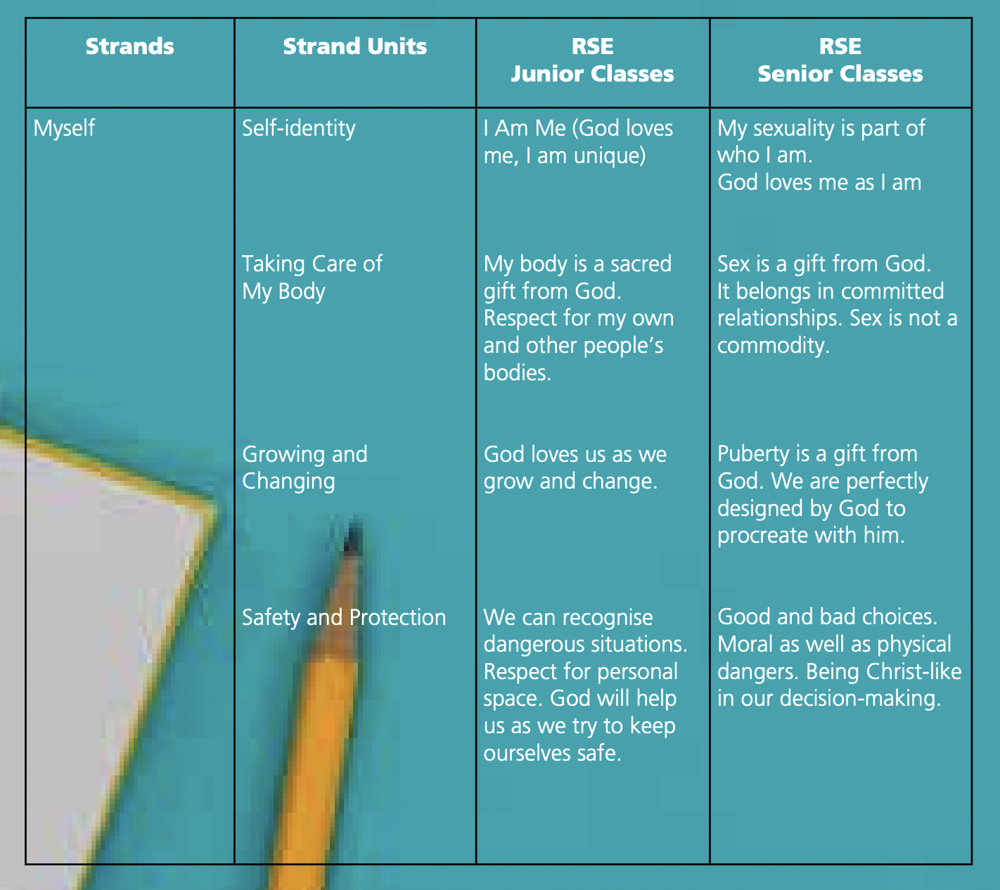 Strands
Strand Units
RSE
Junior Classes
RSE
Senior Classes
Myself
Self-identity
I Am Me (God loves
me, I am unique)
My sexuality is part of
who I am.
God loves me as I am
Taking Care of
My Body
My body is a sacred
gift from God.
Respect for my own
and other people’s
bodies.
Sex is a gift from God.
It belongs in committed
relationships. Sex is not a
commodity.
Growing and
Changing
God loves us as we
grow and change.
Puberty is a gift from
God. We are perfectly
designed by God to
procreate with him.
Safety and Protection
We can recognise
dangerous situations.
Respect for personal
space. God will help
us as we try to keep
ourselves safe.
Good and bad choices.
Moral as well as physical
dangers. Being Christ-like
in our decision-making.